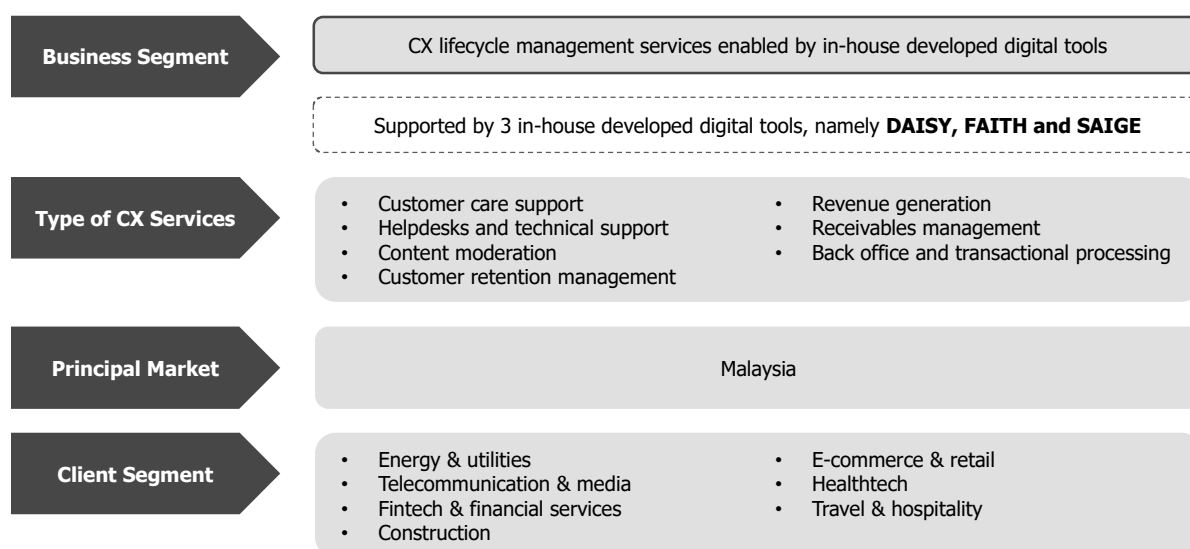 Business Segment
CX lifecycle management services enabled by in-house developed digital tools
Supported by 3 in-house developed digital tools, namely DAISY, FAITH and SAIGE
Type of CX Services
• Customer care support
• Helpdesks and technical support
• Content moderation
• Customer retention management
• Revenue generation
• Receivables management
• Back office and transactional processing
Principal Market
Malaysia
Client Segment
• Energy & utilities
• Telecommunication & media
• Fintech & financial services
• Construction
• E-commerce & retail
• Healthtech
• Travel & hospitality